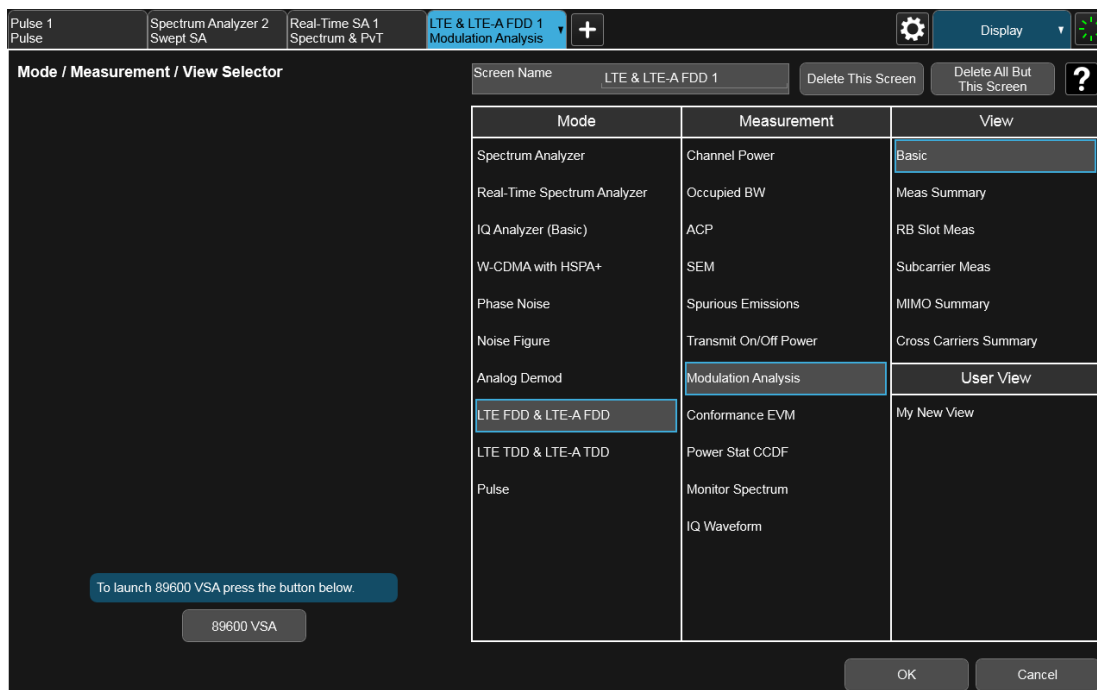 Pulse 1
Pulse
Spectrum Analyzer 2
Swept SA
Real-Time SA 1
Spectrum & PvT
LTE & LTE-A FDD 1
Modulation Analysis
+
Display
Mode / Measurement / View Selector
Screen Name
LTE & LTE-A FDD 1
Delete This Screen
Delete All But
This Screen
?
Mode
Measurement
View
Spectrum Analyzer
Channel Power
Basic
Real-Time Spectrum Analyzer
Occupied BW
Meas Summary
IQ Analyzer (Basic)
ACP
RB Slot Meas
W-CDMA with HSPA+
SEM
Subcarrier Meas
Phase Noise
Spurious Emissions
MIMO Summary
Noise Figure
Transmit On/Off Power
Cross Carriers Summary
Analog Demod
Modulation Analysis
User View
LTE FDD & LTE-A FDD
Conformance EVM
My New View
LTE TDD & LTE-A TDD
Power Stat CCDF
Pulse
Monitor Spectrum
IQ Waveform
To launch 89600 VSA press the button below.
89600 VSA
OK
Cancel